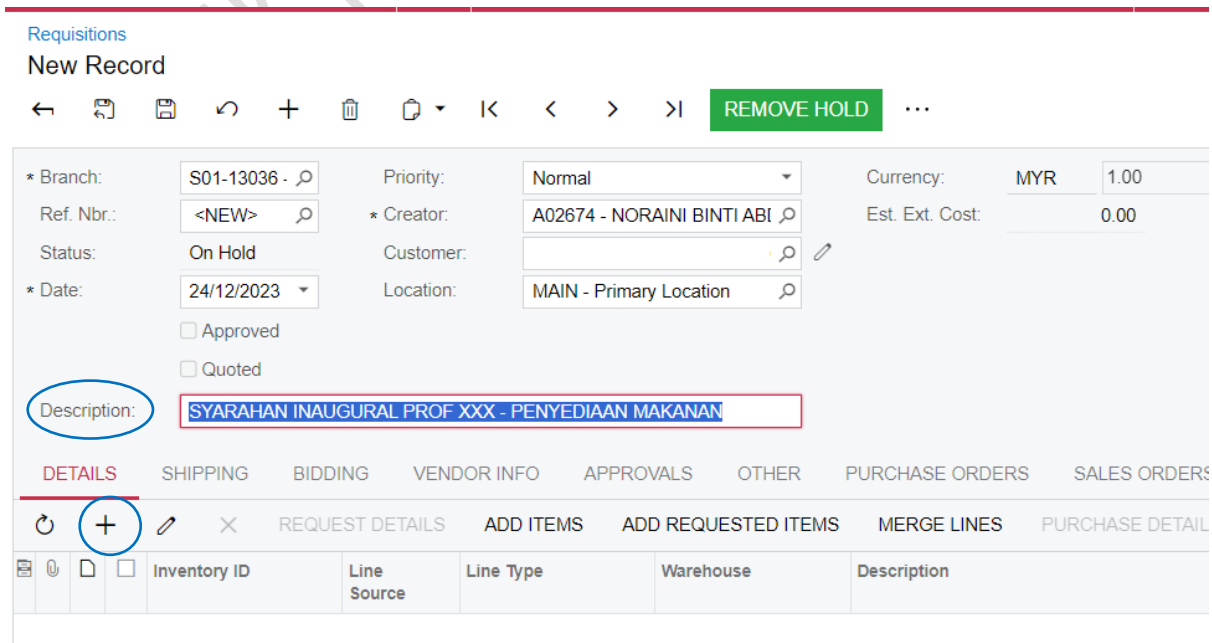 Requisitions
New Record
REMOVE HOLD
* Branch: S01-13036 - Priority: Normal Currency: MYR 1.00
Ref. Nbr.: <NEW> * Creator: A02674 - NORAINI BINTI ABI Est. Ext. Cost: 0.00
Status: On Hold Customer:
* Date: 24/12/2023 Location: MAIN - Primary Location
Approved
Quoted
Description: SYARAHAN INAUGURAL PROF XXX - PENYEDIAAN MAKANAN
DETAILS SHIPPING BIDDING VENDOR INFO APPROVALS OTHER PURCHASE ORDERS SALES ORDERS
REQUEST DETAILS ADD ITEMS ADD REQUESTED ITEMS MERGE LINES PURCHASE DETAIL
Inventory ID Line Source Line Type Warehouse Description